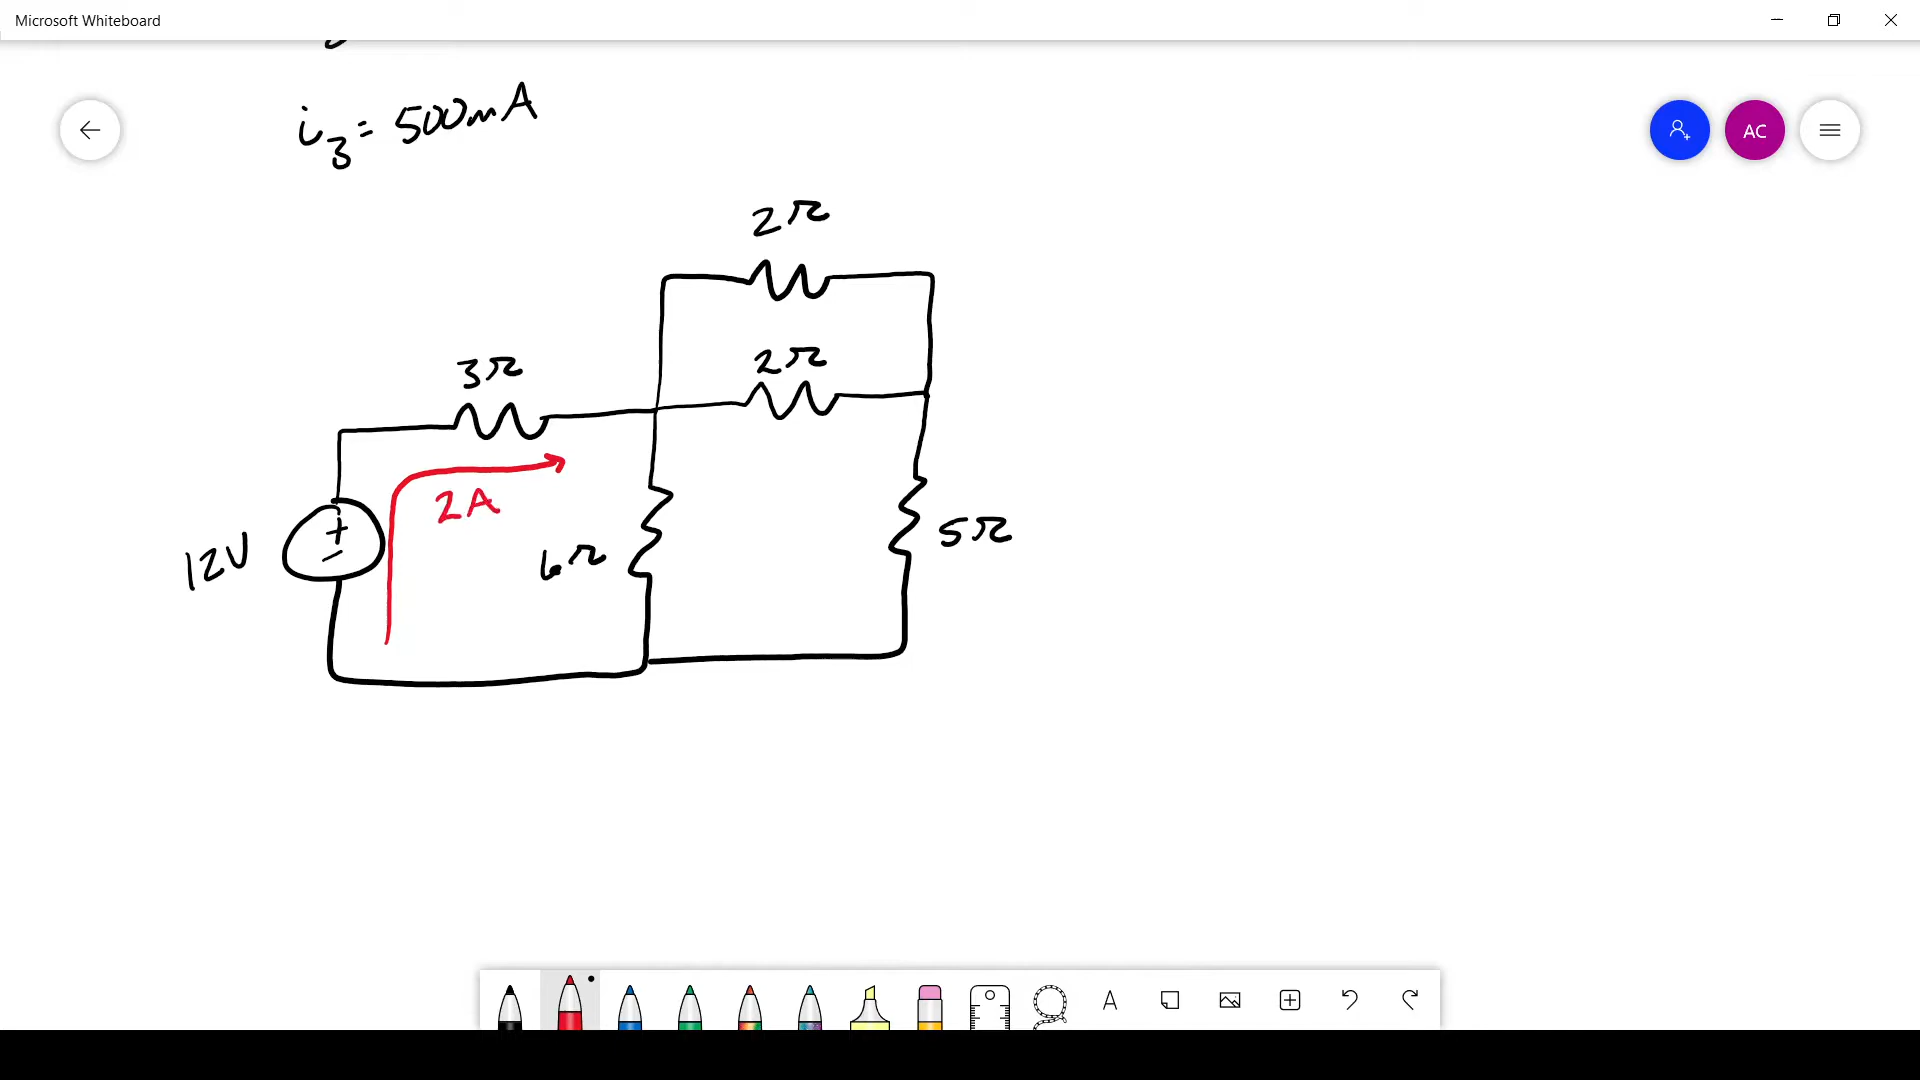 Microsoft Whiteboard
i3 = 500mA
AC
2Ω
2Ω
3Ω
2A
12V
+
−
6Ω
5Ω
A